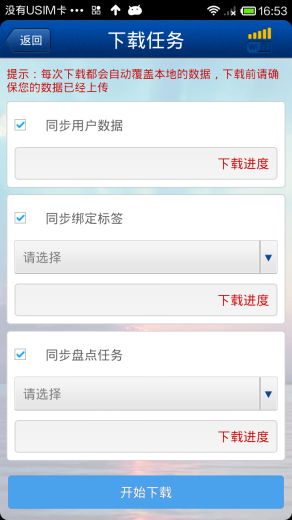 没有USIM卡 ... 16:53
返回
下载任务
提示：每次下载都会自动覆盖本地的数据，下载前请确
保您的数据已经上传
同步用户数据
下载进度
同步绑定标签
请选择
下载进度
同步盘点任务
请选择
下载进度
开始下载